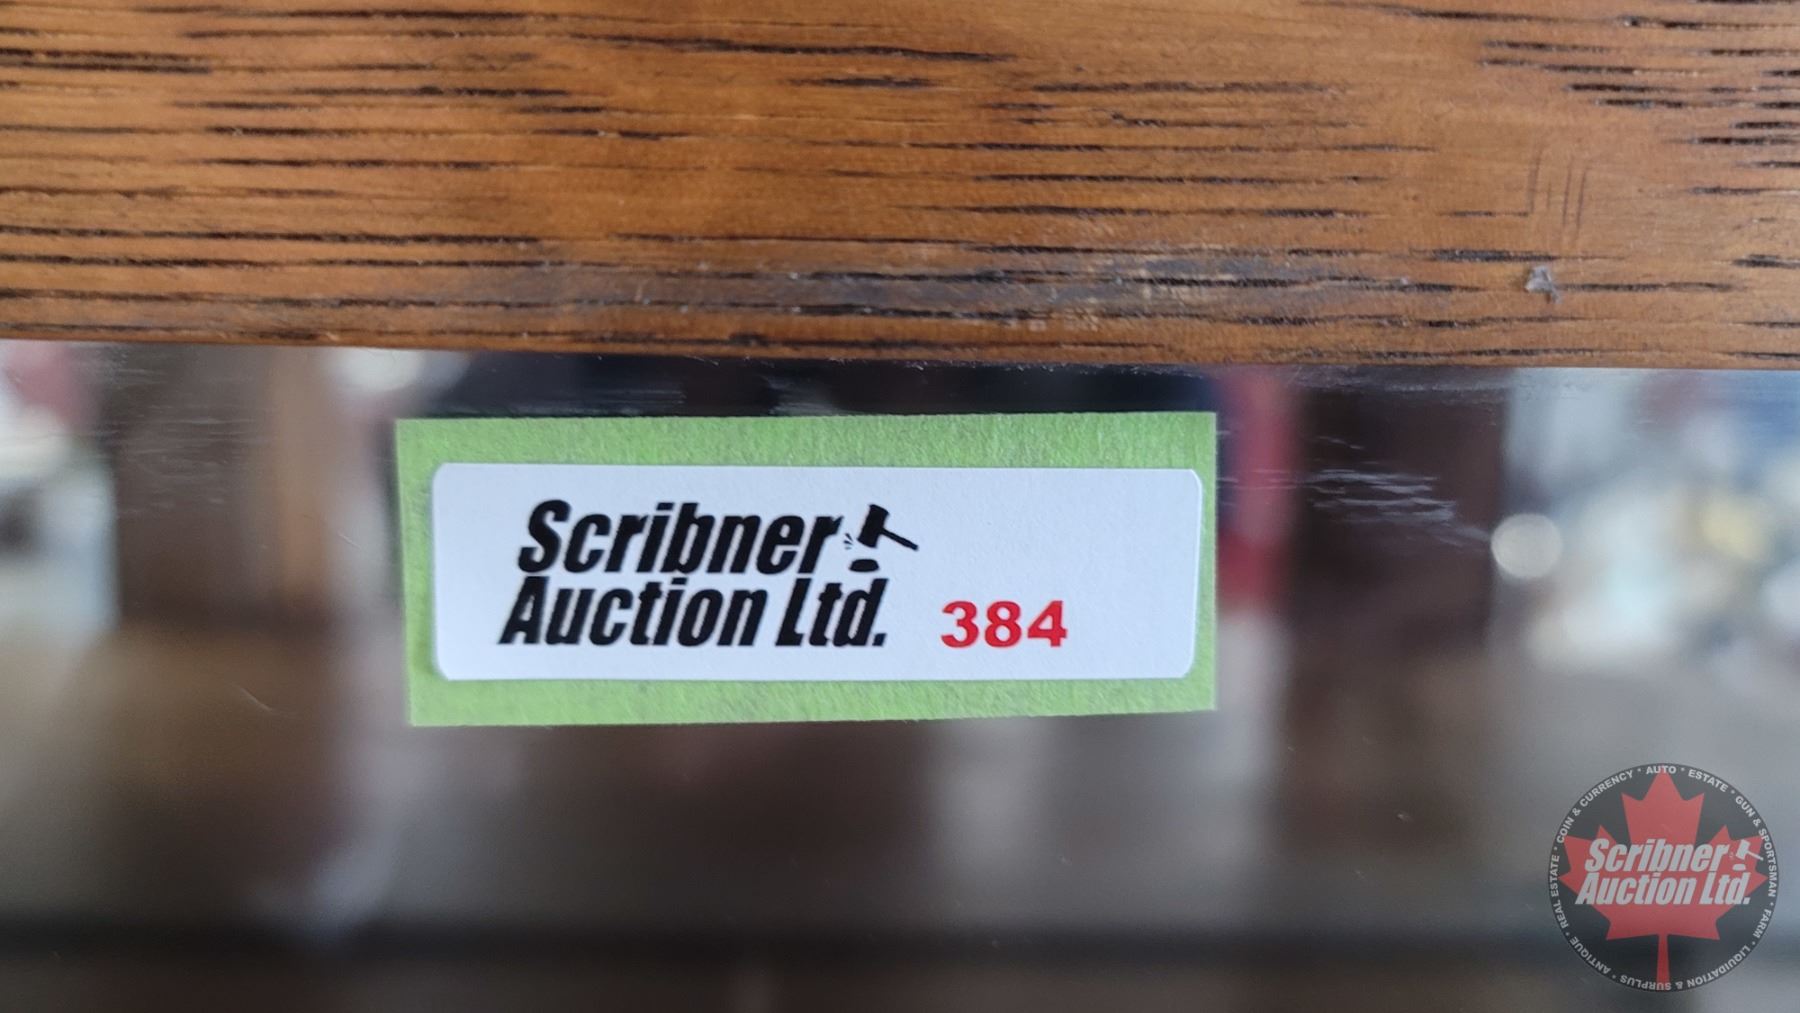 Scribner
Auction Ltd. 384
REAL ESTATE * COIN & CURRENCY * AUTO * ESTATE * GUN & SPORTSMAN * FARM * LIQUIDATION & SURPLUS * ANTIQUE *
Scribner
Auction Ltd.